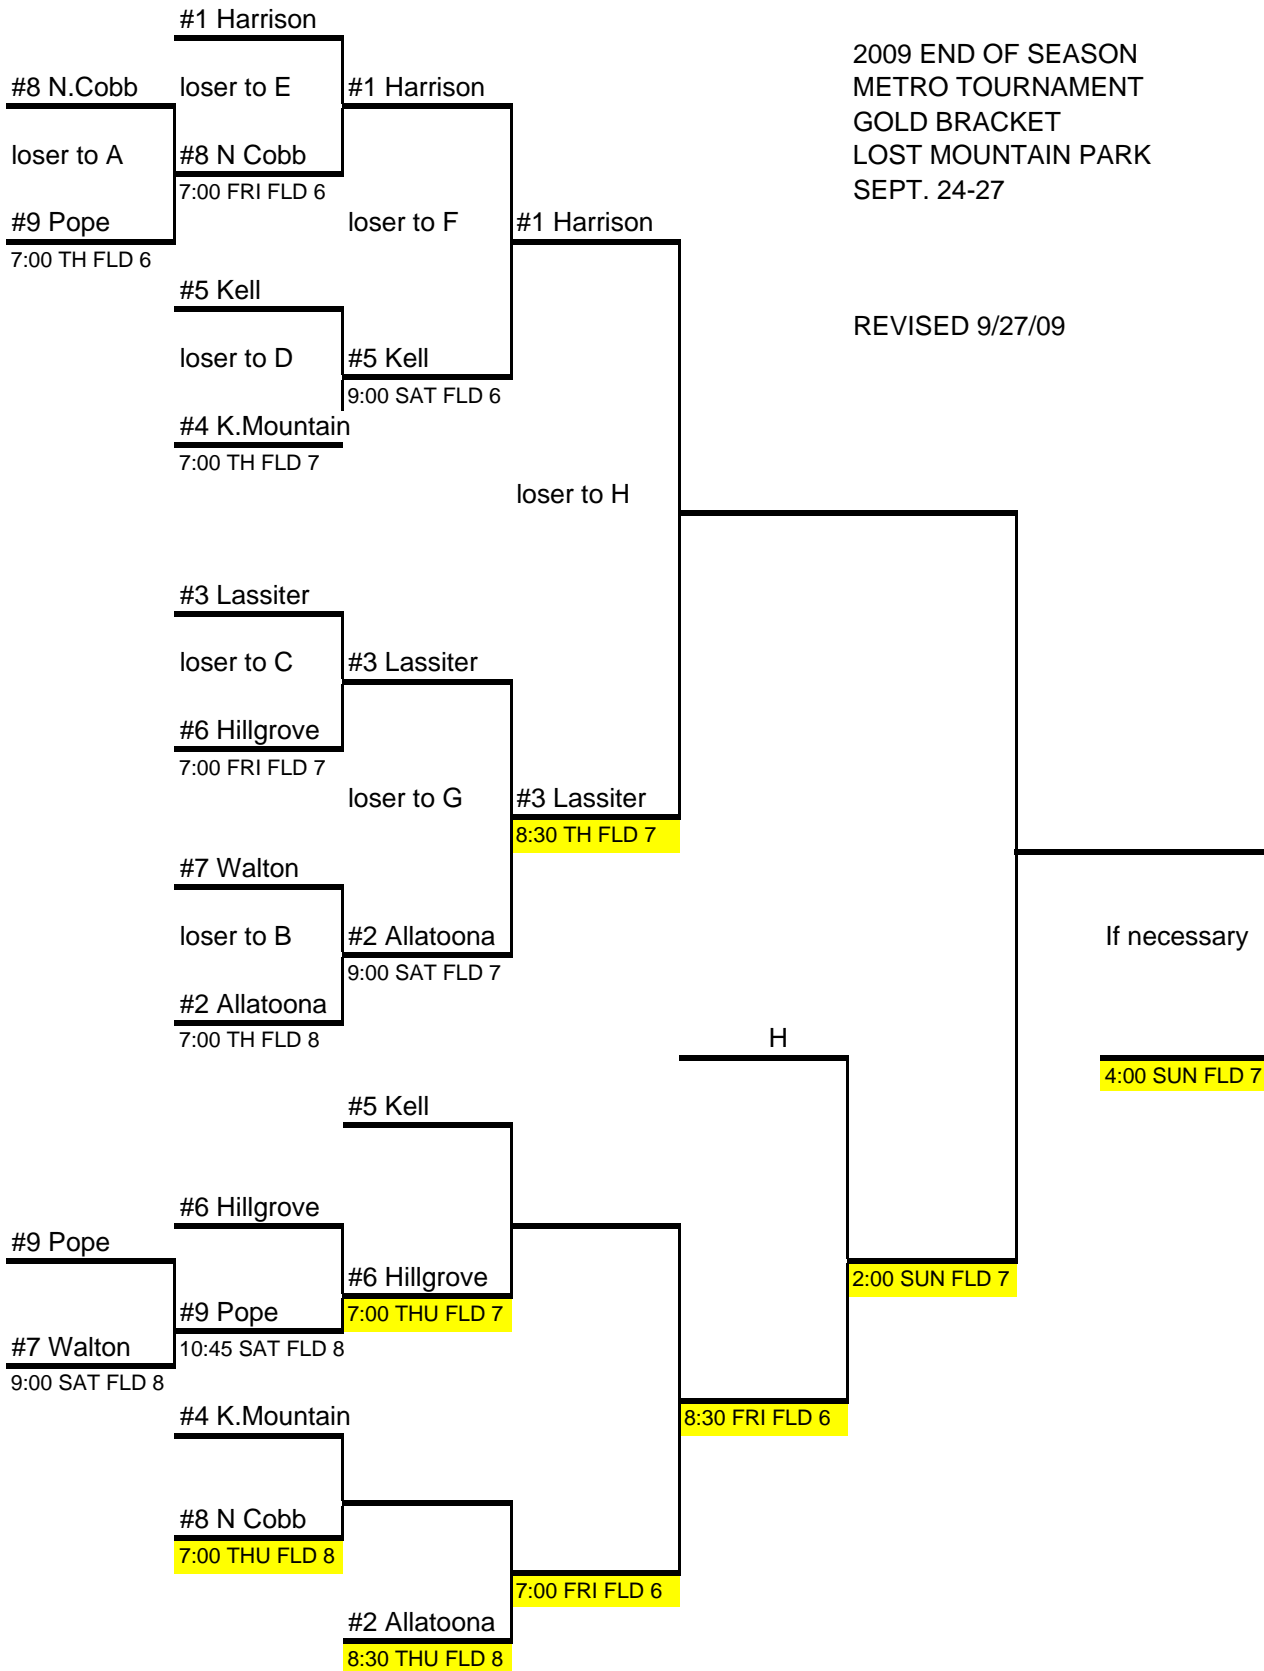 #1 Harrison
2009 END OF SEASON
METRO TOURNAMENT
GOLD BRACKET
LOST MOUNTAIN PARK
SEPT. 24-27
#8 N.Cobb
loser to E
#1 Harrison
loser to A
#8 N Cobb
7:00 FRI FLD 6
#9 Pope
loser to F
#1 Harrison
7:00 TH FLD 6
#5 Kell
REVISED 9/27/09
loser to D
#5 Kell
9:00 SAT FLD 6
#4 K.Mountain
7:00 TH FLD 7
loser to H
#3 Lassiter
loser to C
#3 Lassiter
#6 Hillgrove
7:00 FRI FLD 7
loser to G
#3 Lassiter
8:30 TH FLD 7
#7 Walton
loser to B
#2 Allatoona
If necessary
9:00 SAT FLD 7
#2 Allatoona
7:00 TH FLD 8
H
4:00 SUN FLD 7
#5 Kell
#6 Hillgrove
#9 Pope
#6 Hillgrove
2:00 SUN FLD 7
#9 Pope
7:00 THU FLD 7
#7 Walton
10:45 SAT FLD 8
9:00 SAT FLD 8
#4 K.Mountain
8:30 FRI FLD 6
#8 N Cobb
7:00 THU FLD 8
7:00 FRI FLD 6
#2 Allatoona
8:30 THU FLD 8